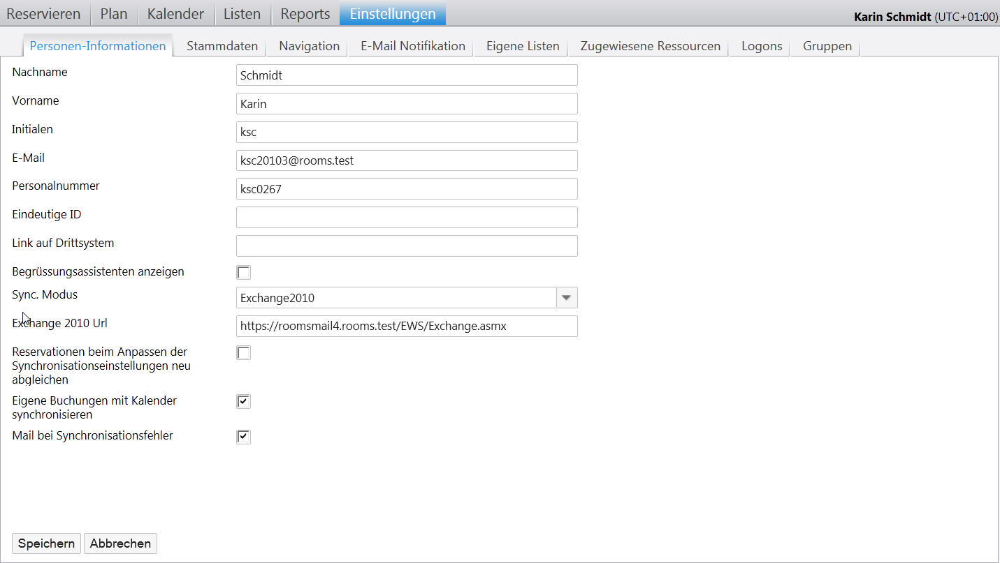 Reservieren Plan Kalender Listen Reports Einstellungen Karin Schmidt (UTC+01:00)
Personen-Informationen Stammdaten Navigation E-Mail Notifikation Eigene Listen Zugewiesene Ressourcen Logons Gruppen
Nachname Schmidt
Vorname Karin
Initialen ksc
E-Mail ksc20103@rooms.test
Personalnummer ksc0267
Eindeutige ID
Link auf Drittsystem
Begrüssungsassistenten anzeigen
Sync. Modus Exchange2010
Exchange 2010 Url https://roomsmail4.rooms.test/EWS/Exchange.asmx
Reservationen beim Anpassen der
Synchronisationseinstellungen neu
abgleichen
Eigene Buchungen mit Kalender
synchronisieren
Mail bei Synchronisationsfehler
Speichern Abbrechen